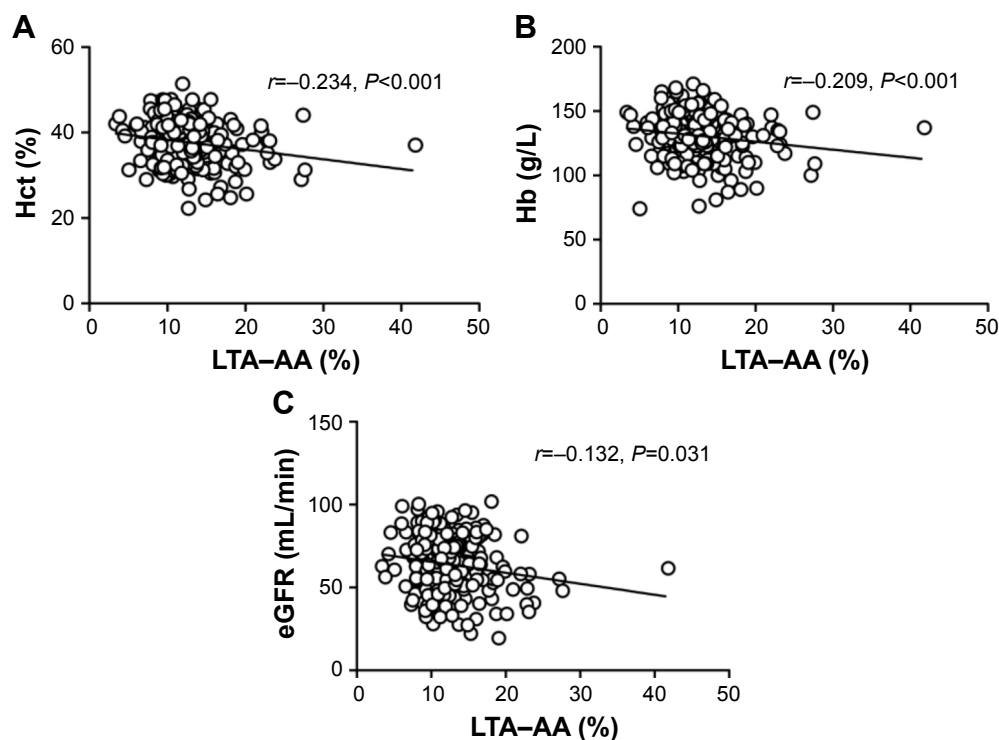 A
60
40
20
0
Hct (%)
r=–0.234, P<0.001
0 10 20 30 40 50
LTA–AA (%)
B
200
150
100
50
0
Hb (g/L)
r=–0.209, P<0.001
0 10 20 30 40 50
LTA–AA (%)
C
150
100
50
0
eGFR (mL/min)
r=–0.132, P=0.031
0 10 20 30 40 50
LTA–AA (%)